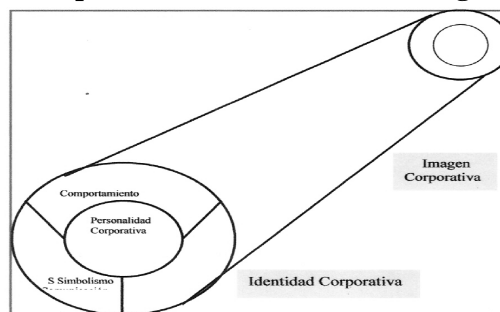 Comportamiento
Personalidad
Corporativa
S Simbolismo
Imagen
Corporativa
Identidad Corporativa